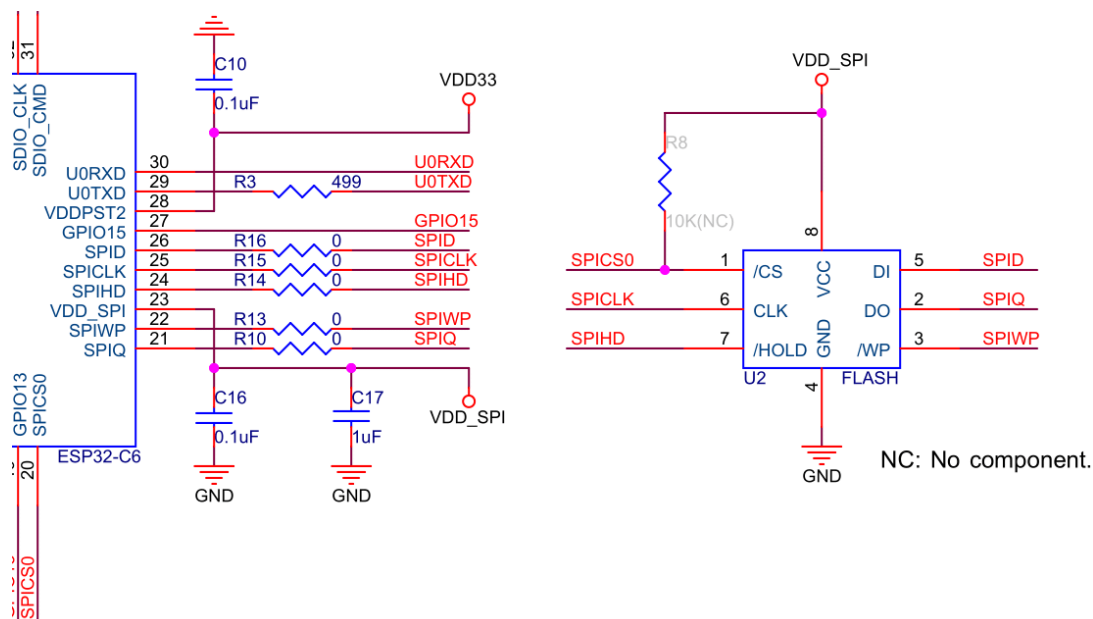 31
SDIO_CLK
SDIO_CMD
C10
0.1uF
VDD33
U0RXD 30 U0RXD
U0TXD 29 R3 499 U0TXD
VDDPST2 28
GPIO15 27 GPIO15
SPID 26 R16 0 SPID
SPICLK 25 R15 0 SPICLK
SPIHD 24 R14 0 SPIHD
VDD_SPI 23
SPIWP 22 R13 0 SPIWP
SPIQ 21 R10 0 SPIQ
GPIO13
SPICS0
ESP32-C6
20
SPICS0
C16
0.1uF
GND
C17
1uF
GND
VDD_SPI
VDD_SPI
R8
10K(NC)
8
SPICS0 1 /CS VCC DI 5 SPID
SPICLK 6 CLK DO 2 SPIQ
SPIHD 7 /HOLD GND /WP 3 SPIWP
U2 FLASH
4
GND
NC: No component.